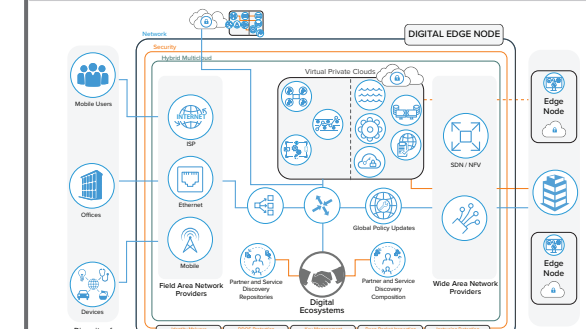 DIGITAL EDGE NODE
Network
Security
Hybrid Multicloud
Virtual Private Clouds
Mobile Users
INTERNET
ISP
Edge
Node
SDN / NFV
Ethernet
Offices
Global Policy Updates
Mobile
Edge
Node
Field Area Network
Providers
Partner and Service
Discovery
Repositories
Digital
Ecosystems
Partner and Service
Discovery
Composition
Wide Area Network
Providers
Devices